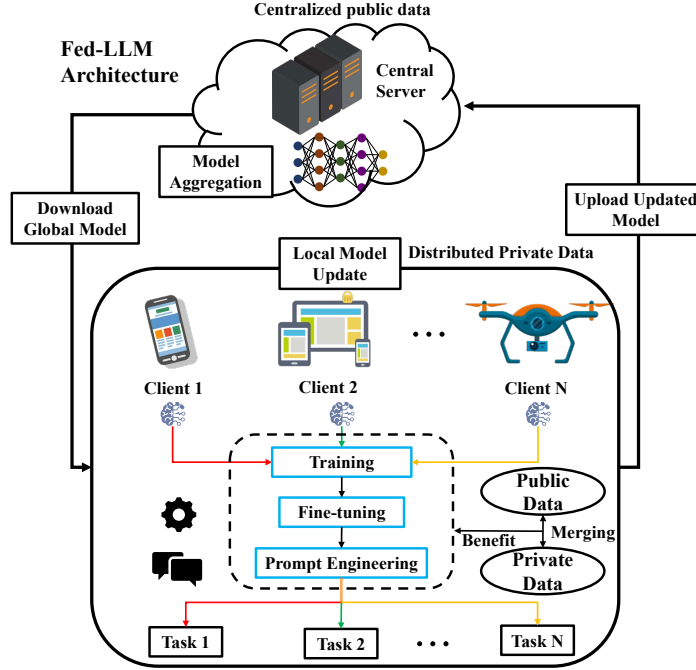 Centralized public data
Fed-LLM
Architecture
Central
Server
Model
Aggregation
Download
Global Model
Upload Updated
Model
Local Model
Update
Distributed Private Data
Client 1
Client 2
Client N
Training
Fine-tuning
Prompt Engineering
Public
Data
Benefit
Merging
Private
Data
Task 1
Task 2
Task N